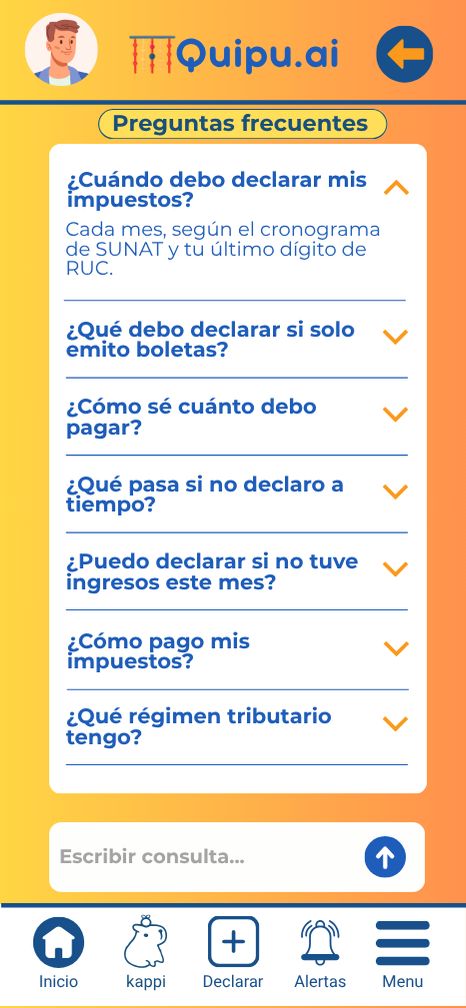 Quipu.ai
Preguntas frecuentes
¿Cuándo debo declarar mis
impuestos?
Cada mes, según el cronograma
de SUNAT y tu último dígito de
RUC.
¿Qué debo declarar si solo
emito boletas?
¿Cómo sé cuánto debo
pagar?
¿Qué pasa si no declaro a
tiempo?
¿Puedo declarar si no tuve
ingresos este mes?
¿Cómo pago mis
impuestos?
¿Qué régimen tributario
tengo?
Escribir consulta...
Inicio
kappi
Declarar
Alertas
Menu